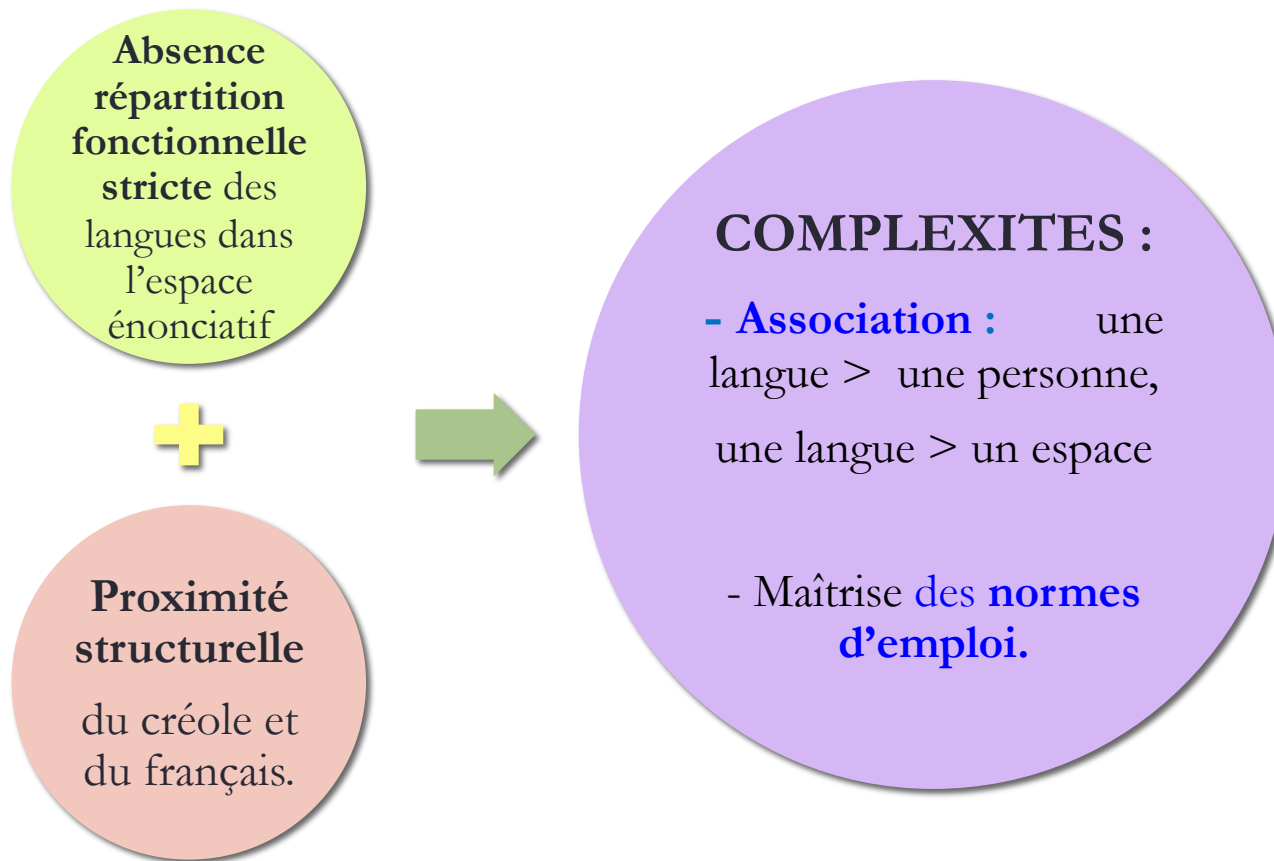 Absence
répartition
fonctionnelle
stricte des
langues dans
l’espace
énonciatif
Proximité
structurelle
du créole et
du français.
COMPLEXITES :
- Association : une
langue > une personne,
une langue > un espace
- Maîtrise des normes
d’emploi.